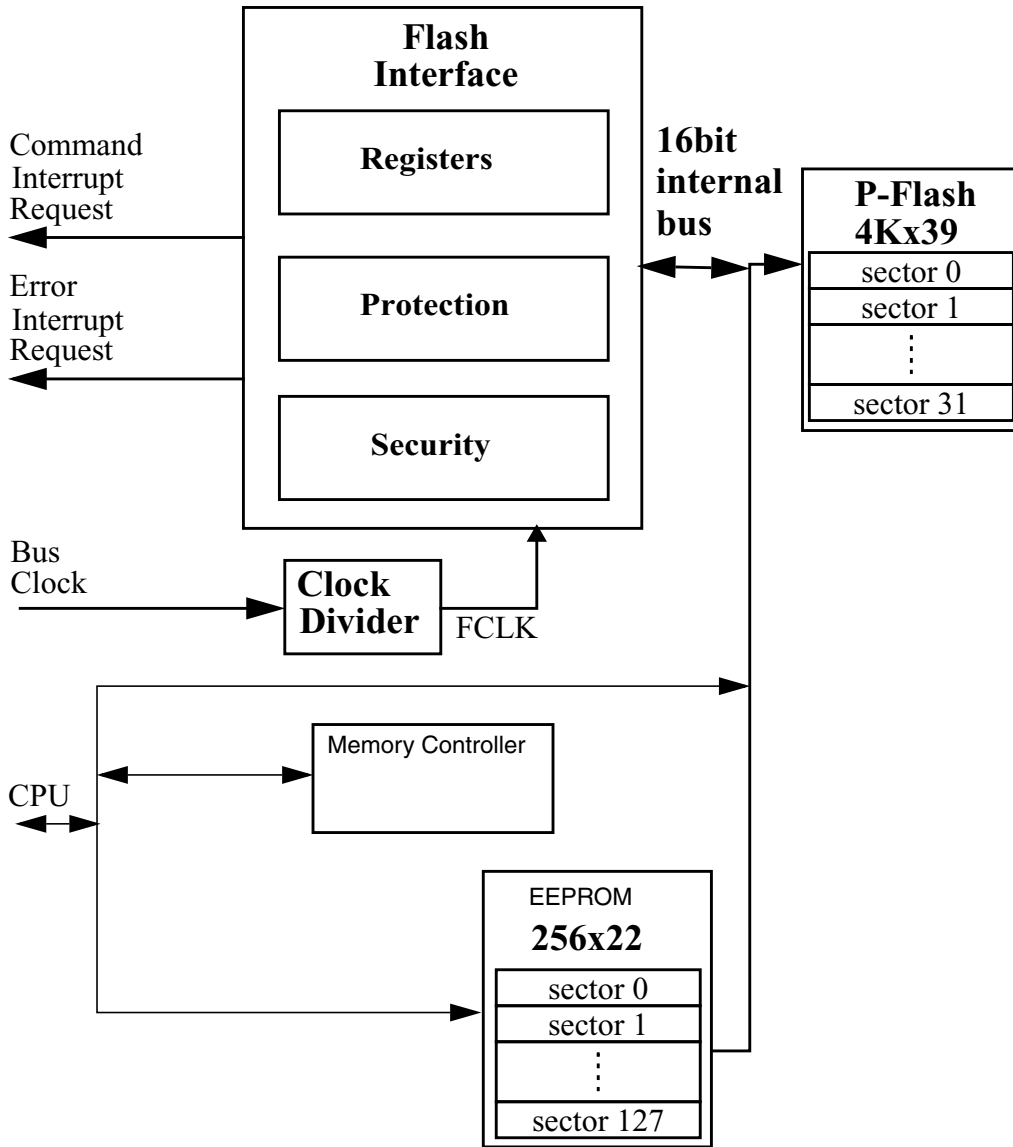 Flash
Interface
Registers
Protection
Security
Command
Interrupt
Request
Error
Interrupt
Request
16bit
internal
bus
P-Flash
4Kx39
sector 0
sector 1
sector 31
Bus
Clock
Clock
Divider
FCLK
Memory Controller
CPU
EEPROM
256x22
sector 0
sector 1
sector 127